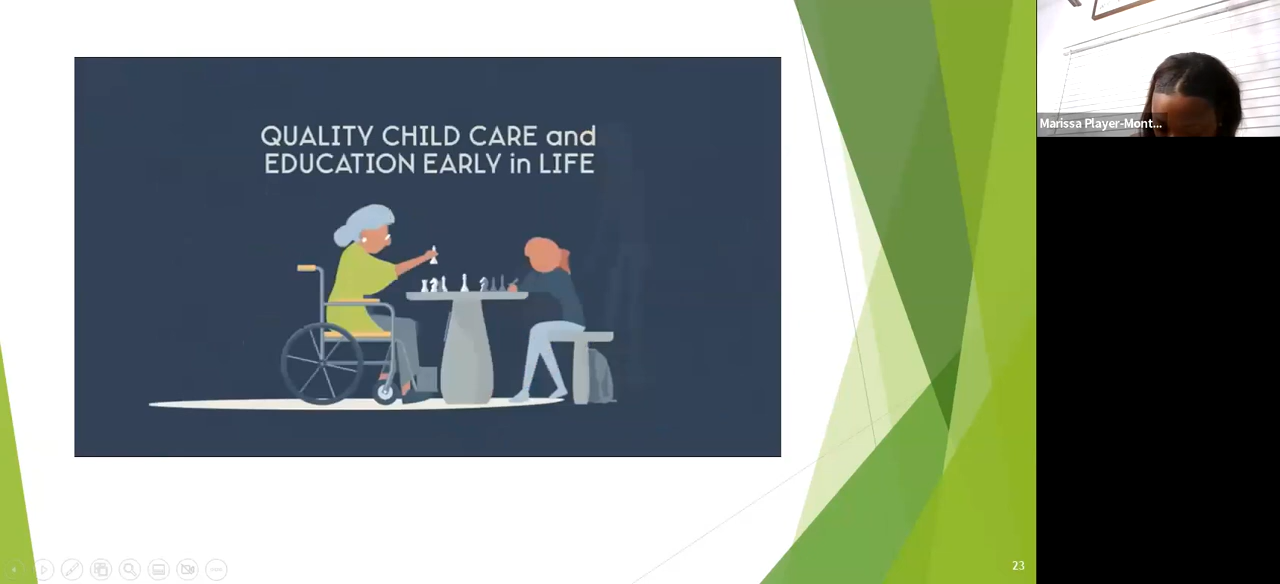 QUALITY CHILD CARE and
EDUCATION EARLY in LIFE
Marissa Player-Mont...
23